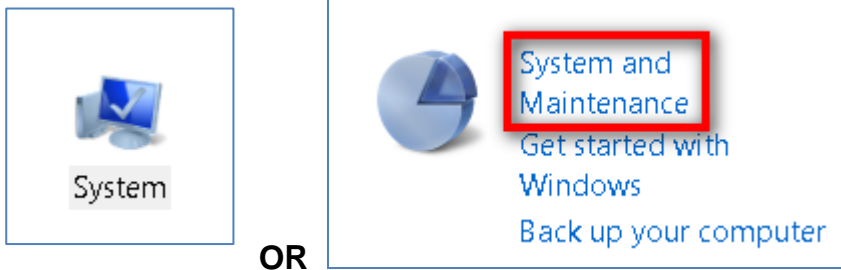 System
OR
System and
Maintenance
Get started with
Windows
Back up your computer